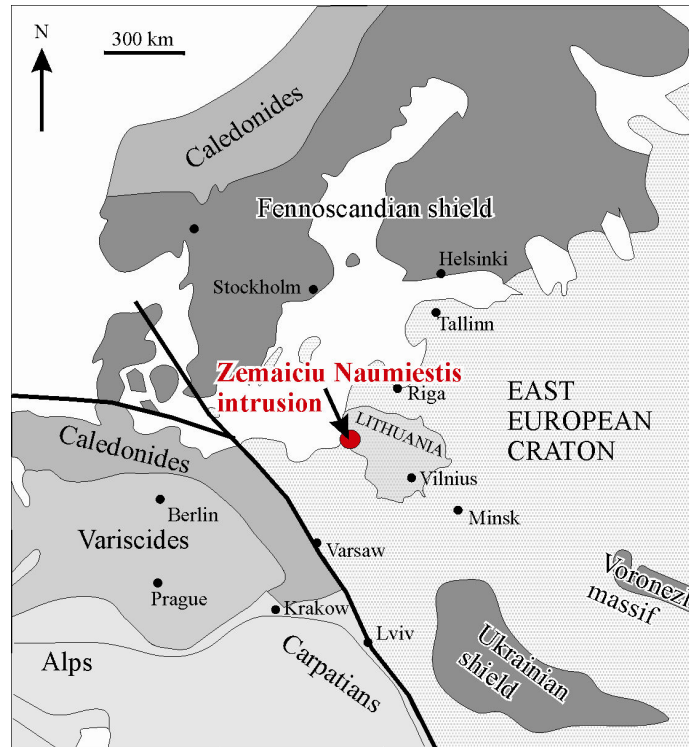 N
300 km
Caledonides
Fennoscandian shield
Helsinki
Stockholm
Tallinn
Zemaiciu Naumiestis
intrusion
Riga
EAST
EUROPEAN
CRATON
LITHUANIA
Caledonides
Vilnius
Berlin
Minsk
Variscides
Varsaw
Prague
Krakow
Voronezh
massif
Lviv
Alps
Carpatians
Ukrainian
shield